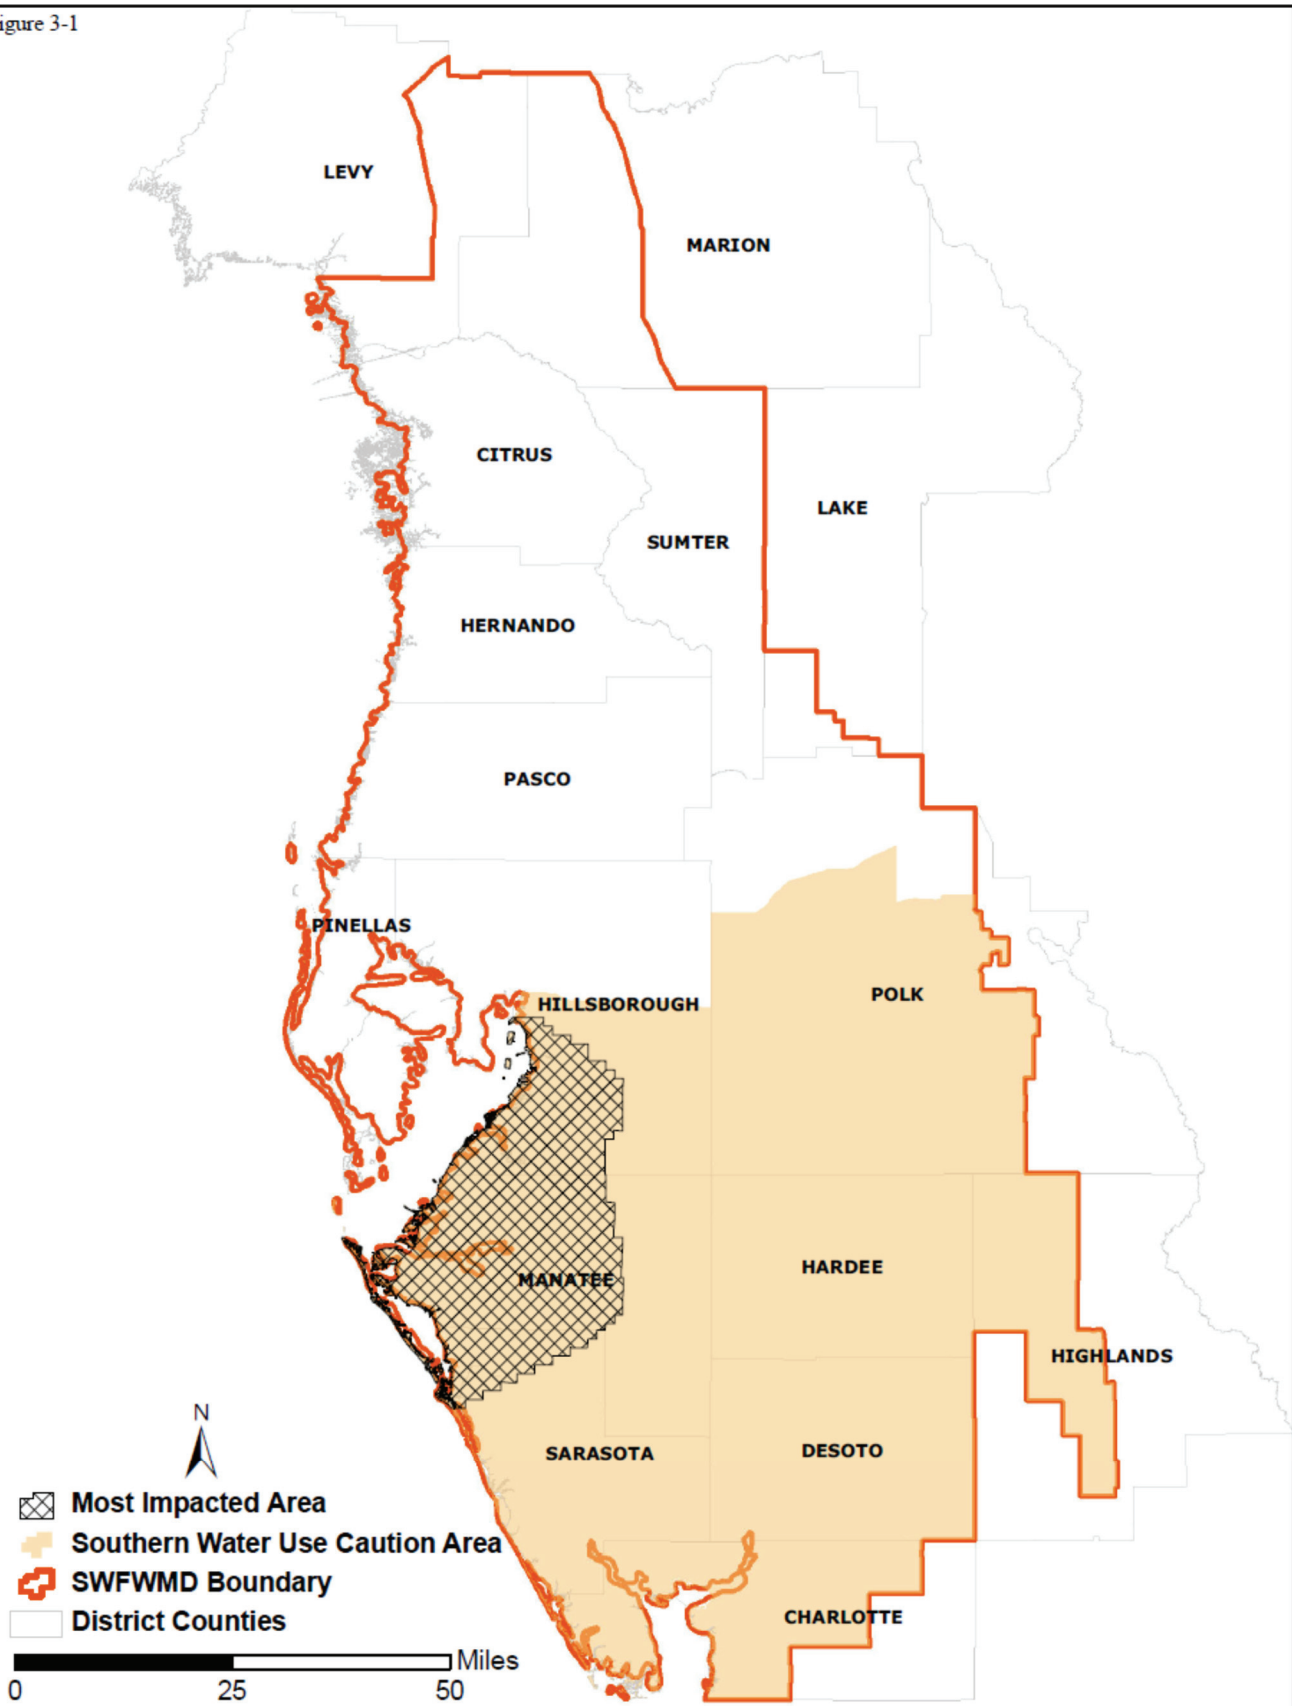 igure 3-1
LEVY
MARION
CITRUS
LAKE
SUMTER
HERNANDO
PASCO
PINELLAS
POLK
HILLSBOROUGH
HARDEE
MANATEE
HIGHLANDS
DESOTO
SARASOTA
CHARLOTTE
N
Most Impacted Area
Southern Water Use Caution Area
SWFWMD Boundary
District Counties
Miles
0 25 50